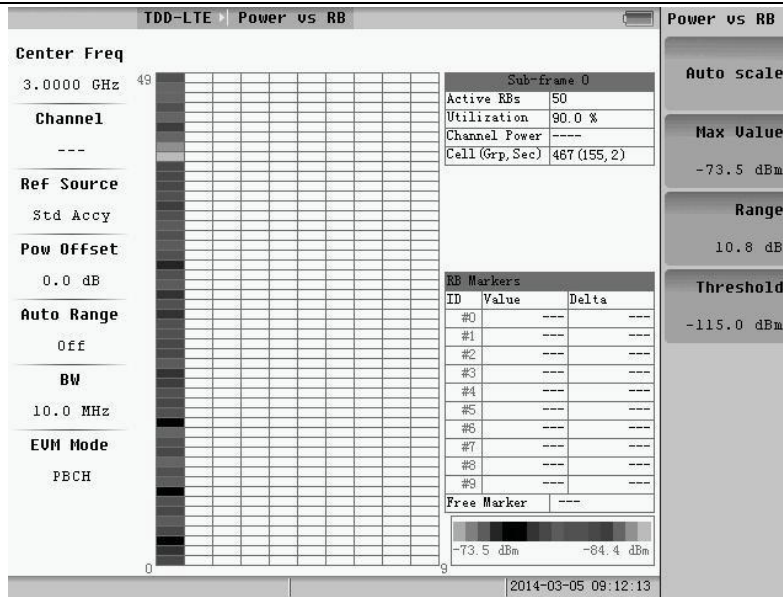 TDD-LTE Power vs RB
Power vs RB
Center Freq
3.0000 GHz
Channel
---
Ref Source
Std Accy
Pow Offset
0.0 dB
Auto Range
Off
BW
10.0 MHz
EVM Mode
PBCH
49
0
9
Sub-frame 0
Active RBs 50
Utilization 90.0 %
Channel Power ----
Cell(Grp,Sec) 467(155,2)
RB Markers
ID Value Delta
#0 --- ---
#1 --- ---
#2 --- ---
#3 --- ---
#4 --- ---
#5 --- ---
#6 --- ---
#7 --- ---
#8 --- ---
#9 --- ---
Free Marker ---
-73.5 dBm -84.4 dBm
2014-03-05 09:12:13
Auto scale
Max Value
-73.5 dBm
Range
10.8 dB
Threshold
-115.0 dBm